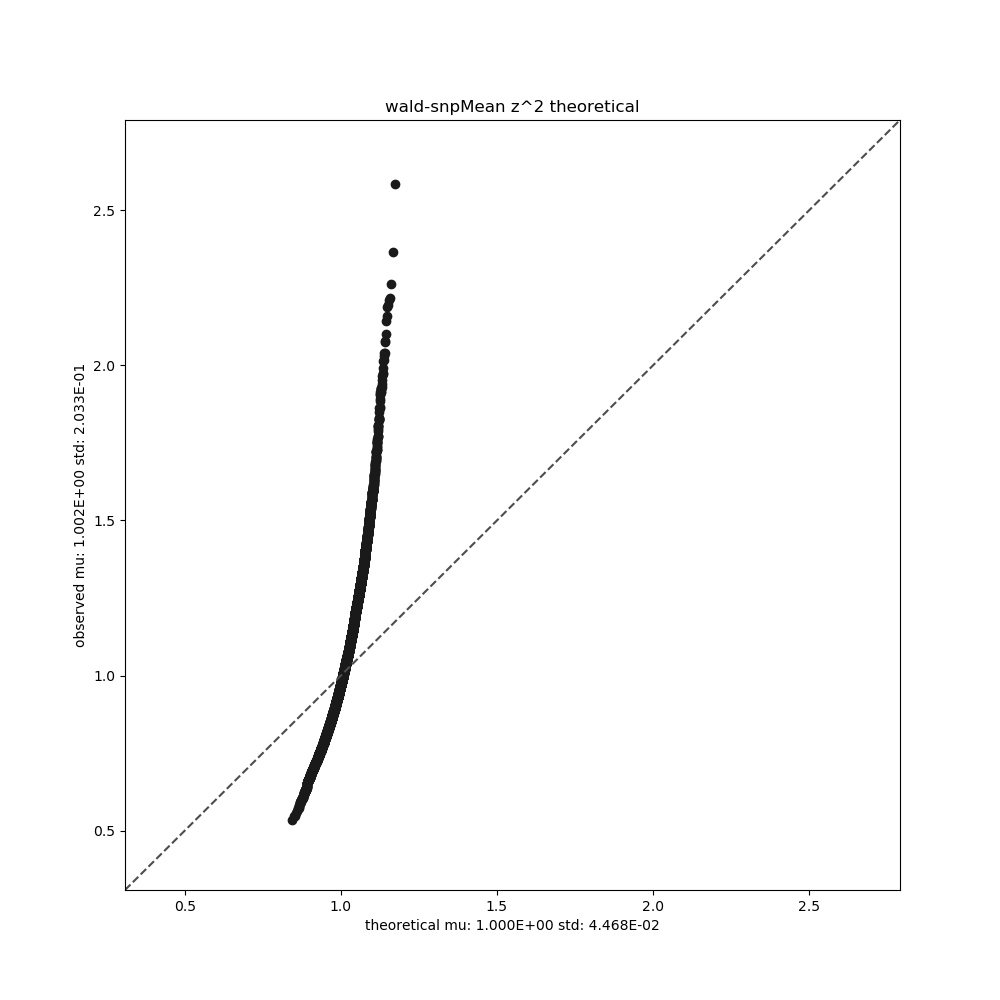 wald-snpMean z^2 theoretical
2.5
2.0
1.5
1.0
0.5
observed mu: 1.002E+00 std: 2.033E-01
0.5 1.0 1.5 2.0 2.5
theoretical mu: 1.000E+00 std: 4.468E-02